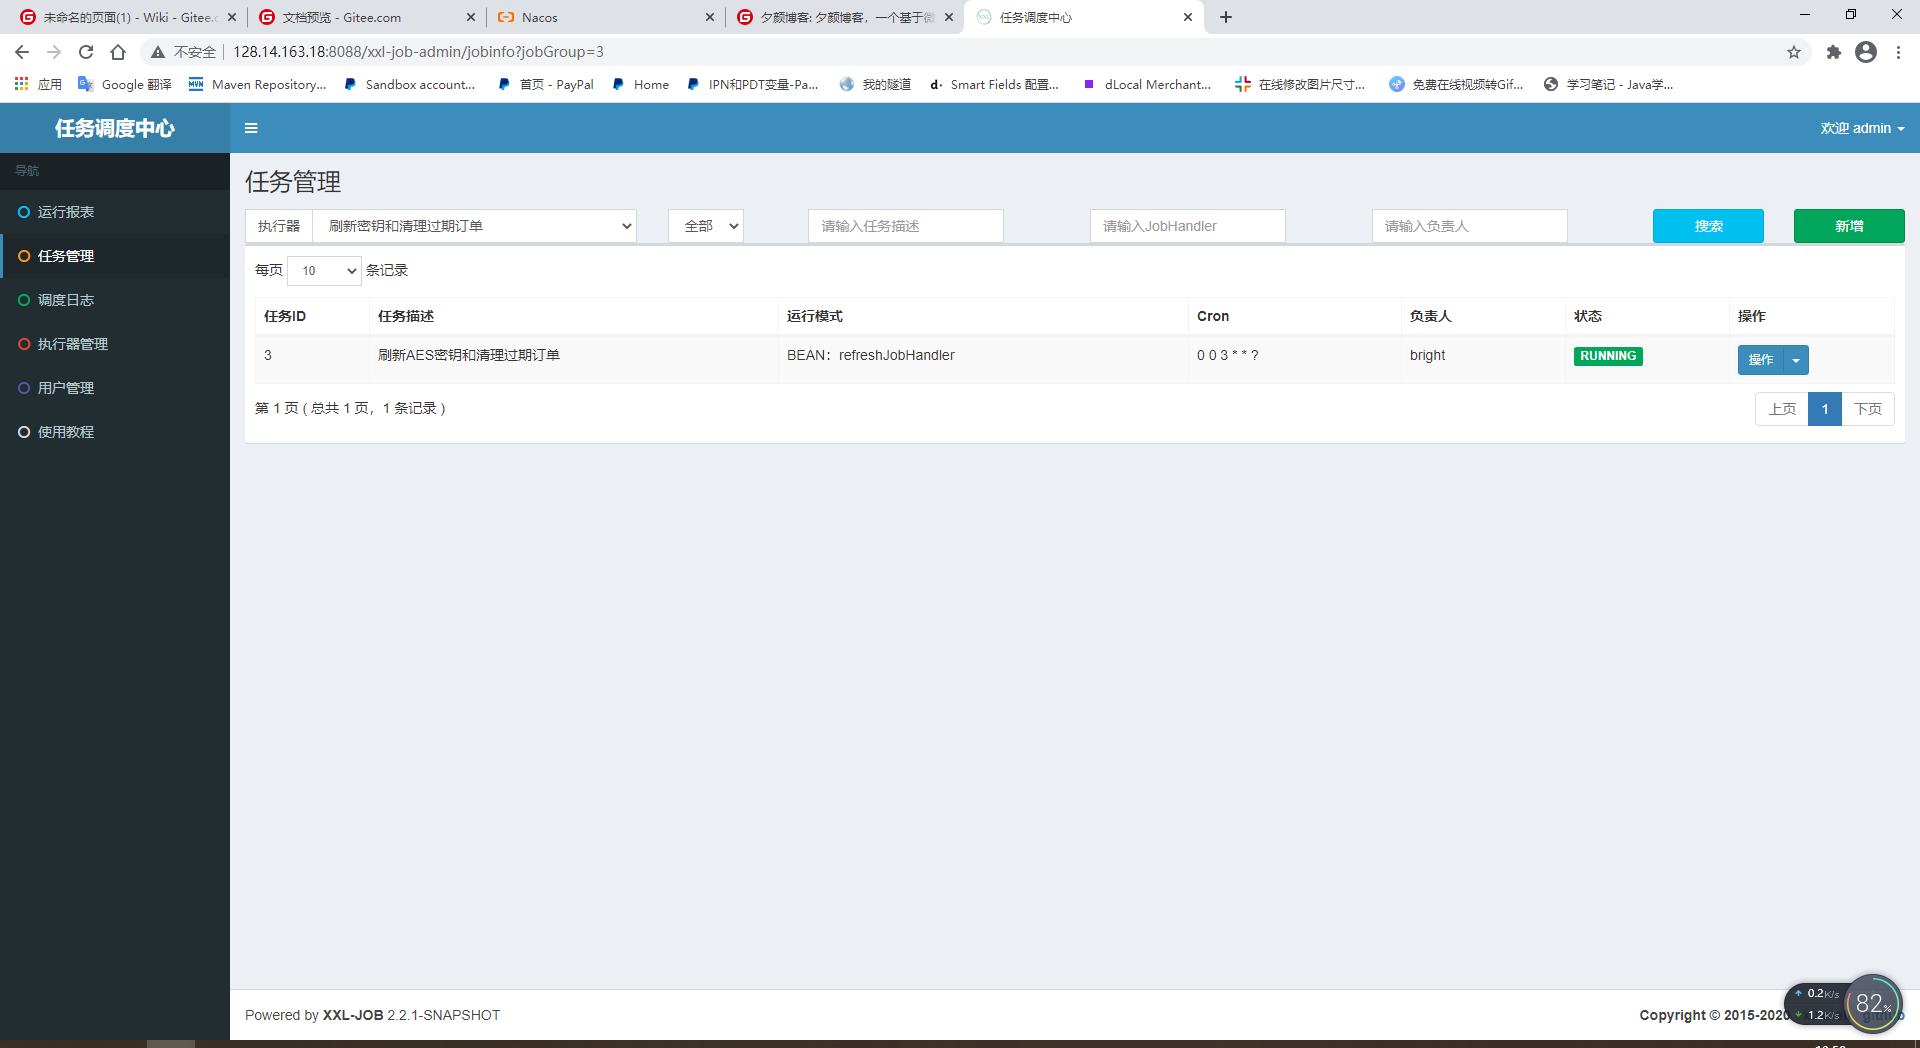 未命名的页面(1) - Wiki - Gitee.c
文档预览 - Gitee.com
Nacos
夕颜博客: 夕颜博客，一个基于微
任务调度中心
不安全 128.14.163.18:8088/xxl-job-admin/jobinfo?jobGroup=3
应用
Google 翻译
Maven Repository...
Sandbox account...
首页 - PayPal
Home
IPN和PDT变量-Pa...
我的隧道
Smart Fields 配置...
dLocal Merchant...
在线修改图片尺寸...
免费在线视频转Gif...
学习笔记 - Java学...
任务调度中心
欢迎 admin
导航
运行报表
任务管理
调度日志
执行器管理
用户管理
使用教程
任务管理
执行器 刷新密钥和清理过期订单 全部 请输入任务描述 请输入JobHandler 请输入负责人 搜索 新增
每页 10 条记录
任务ID 任务描述 运行模式 Cron 负责人 状态 操作
3 刷新AES密钥和清理过期订单 BEAN：refreshJobHandler 0 0 3 * * ? bright RUNNING 操作
第 1 页 ( 总共 1 页，1 条记录 ) 上页 1 下页
Powered by XXL-JOB 2.2.1-SNAPSHOT
Copyright © 2015-2020
0.2K/s
1.2K/s
82%